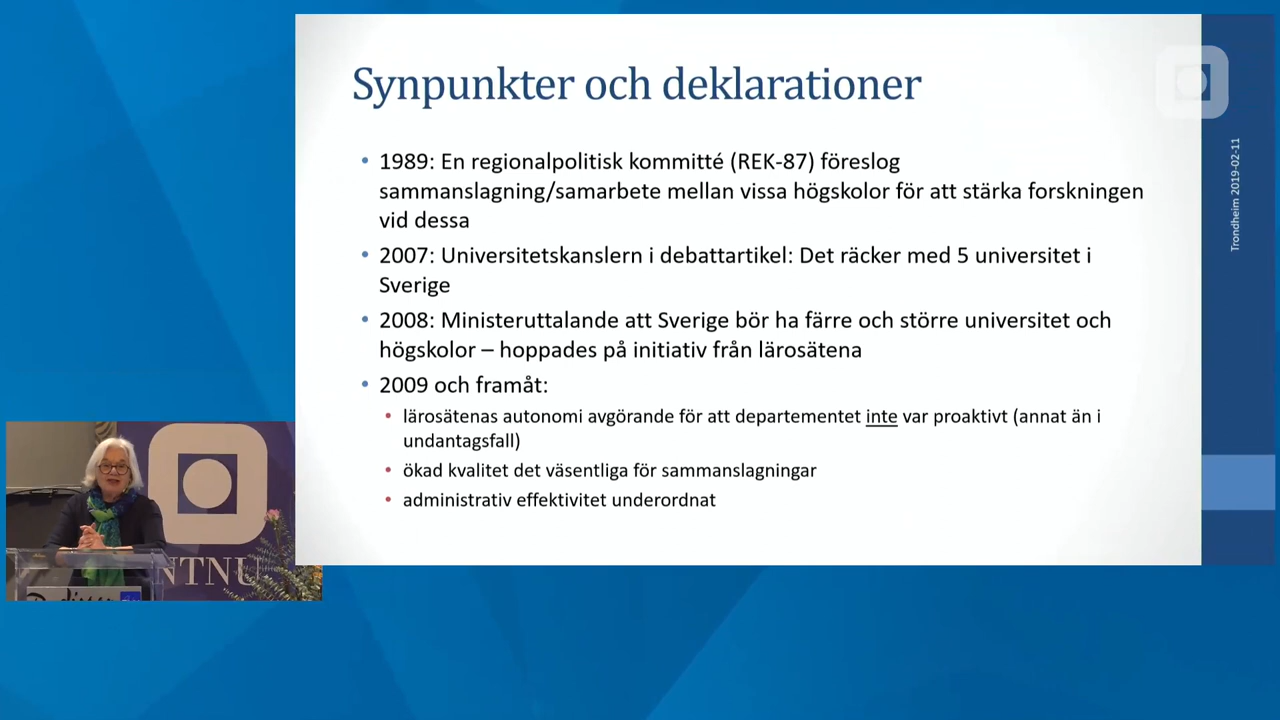 Synpunkter och deklarationer
1989: En regionalpolitisk kommitté (REK-87) föreslog
sammanslagning/samarbete mellan vissa högskolor för att stärka forskningen
vid dessa
2007: Universitetskanslern i debattartikel: Det räcker med 5 universitet i
Sverige
2008: Ministeruttalande att Sverige bör ha färre och större universitet och
högskolor – hoppades på initiativ från lärosätena
2009 och framåt:
lärosätenas autonomi avgörande för att departementet inte var proaktivt (annat än i
undantagsfall)
ökad kvalitet det väsentliga för sammanslagningar
administrativ effektivitet underordnat
Trondheim 2019-02-11
NTNU